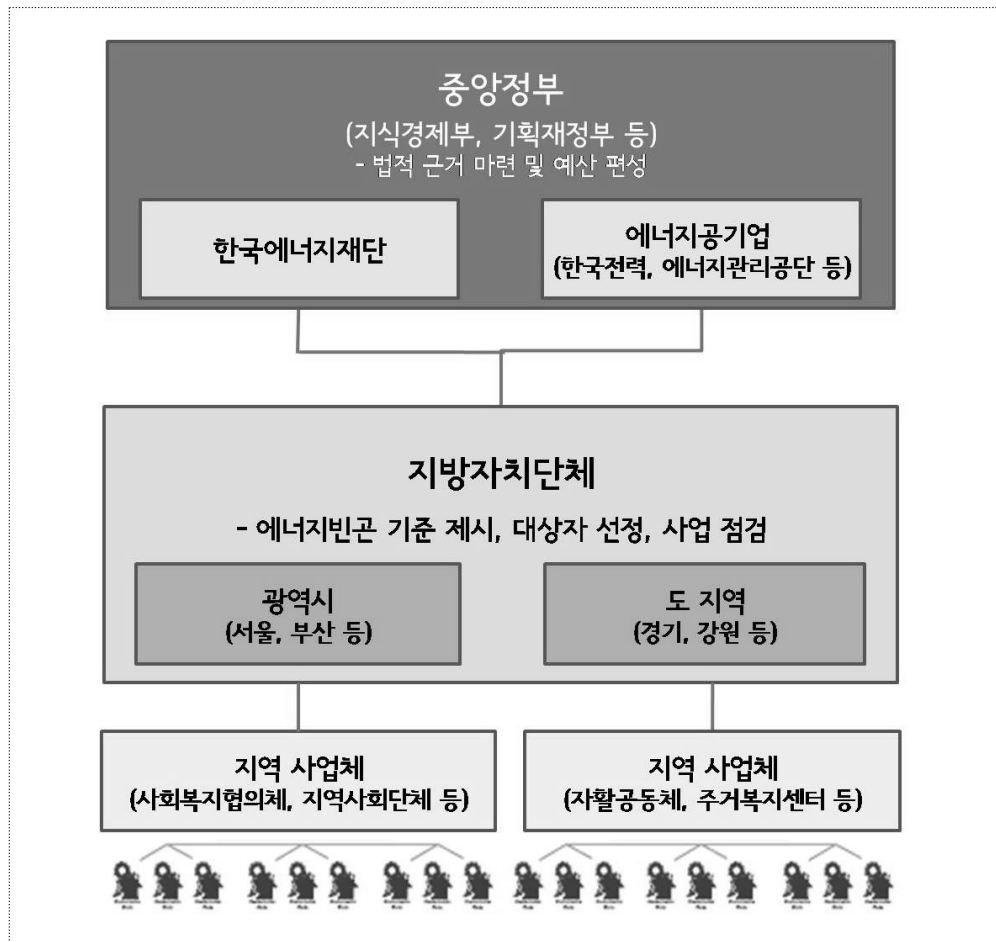 중앙정부
(지식경제부, 기획재정부 등)
- 법적 근거 마련 및 예산 편성
한국에너지재단
에너지공기업
(한국전력, 에너지관리공단 등)
지방자치단체
- 에너지빈곤 기준 제시, 대상자 선정, 사업 점검
광역시
(서울, 부산 등)
도 지역
(경기, 강원 등)
지역 사업체
(사회복지협의체, 지역사회단체 등)
지역 사업체
(자활공동체, 주거복지센터 등)